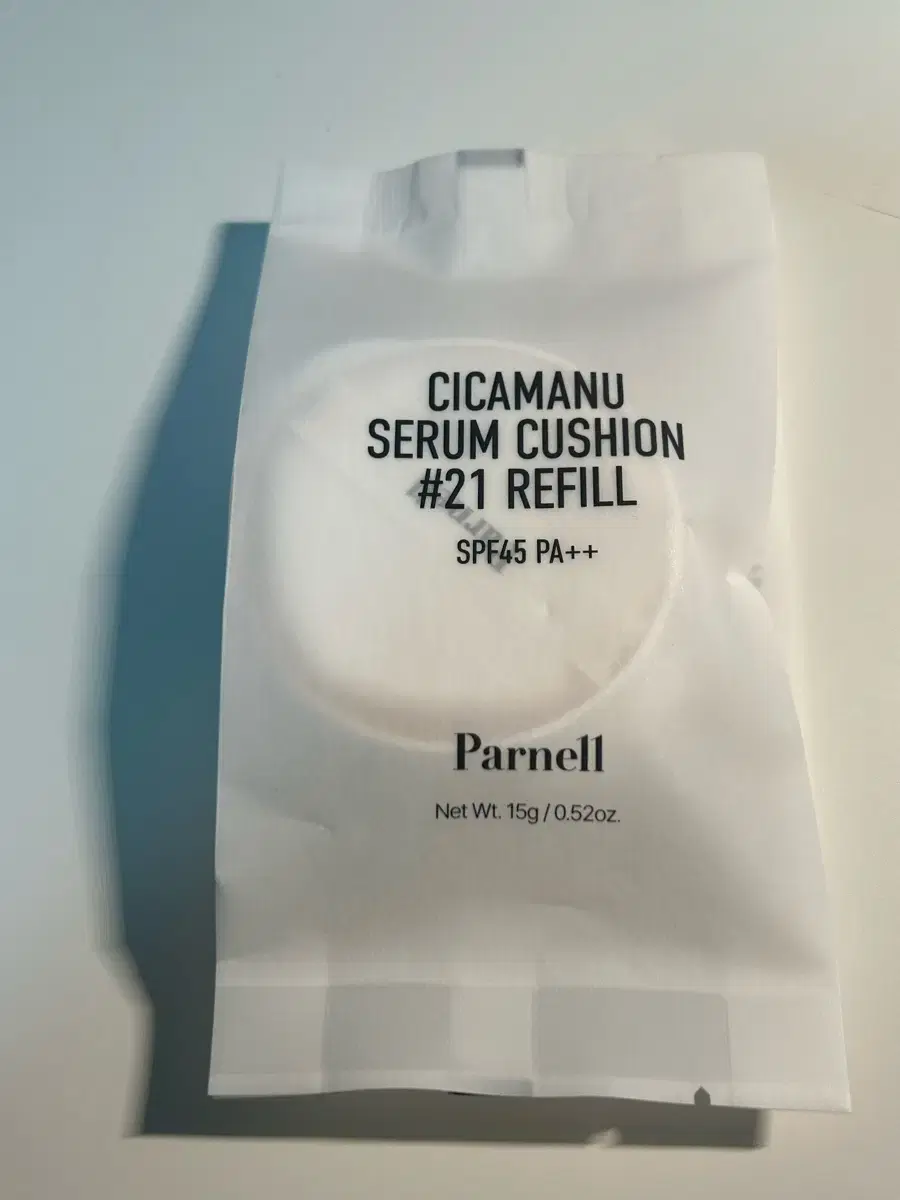 CICAMANU
SERUM CUSHION
#21 REFILL
SPF45 PA++
Parnell
Net Wt. 15g / 0.52oz.